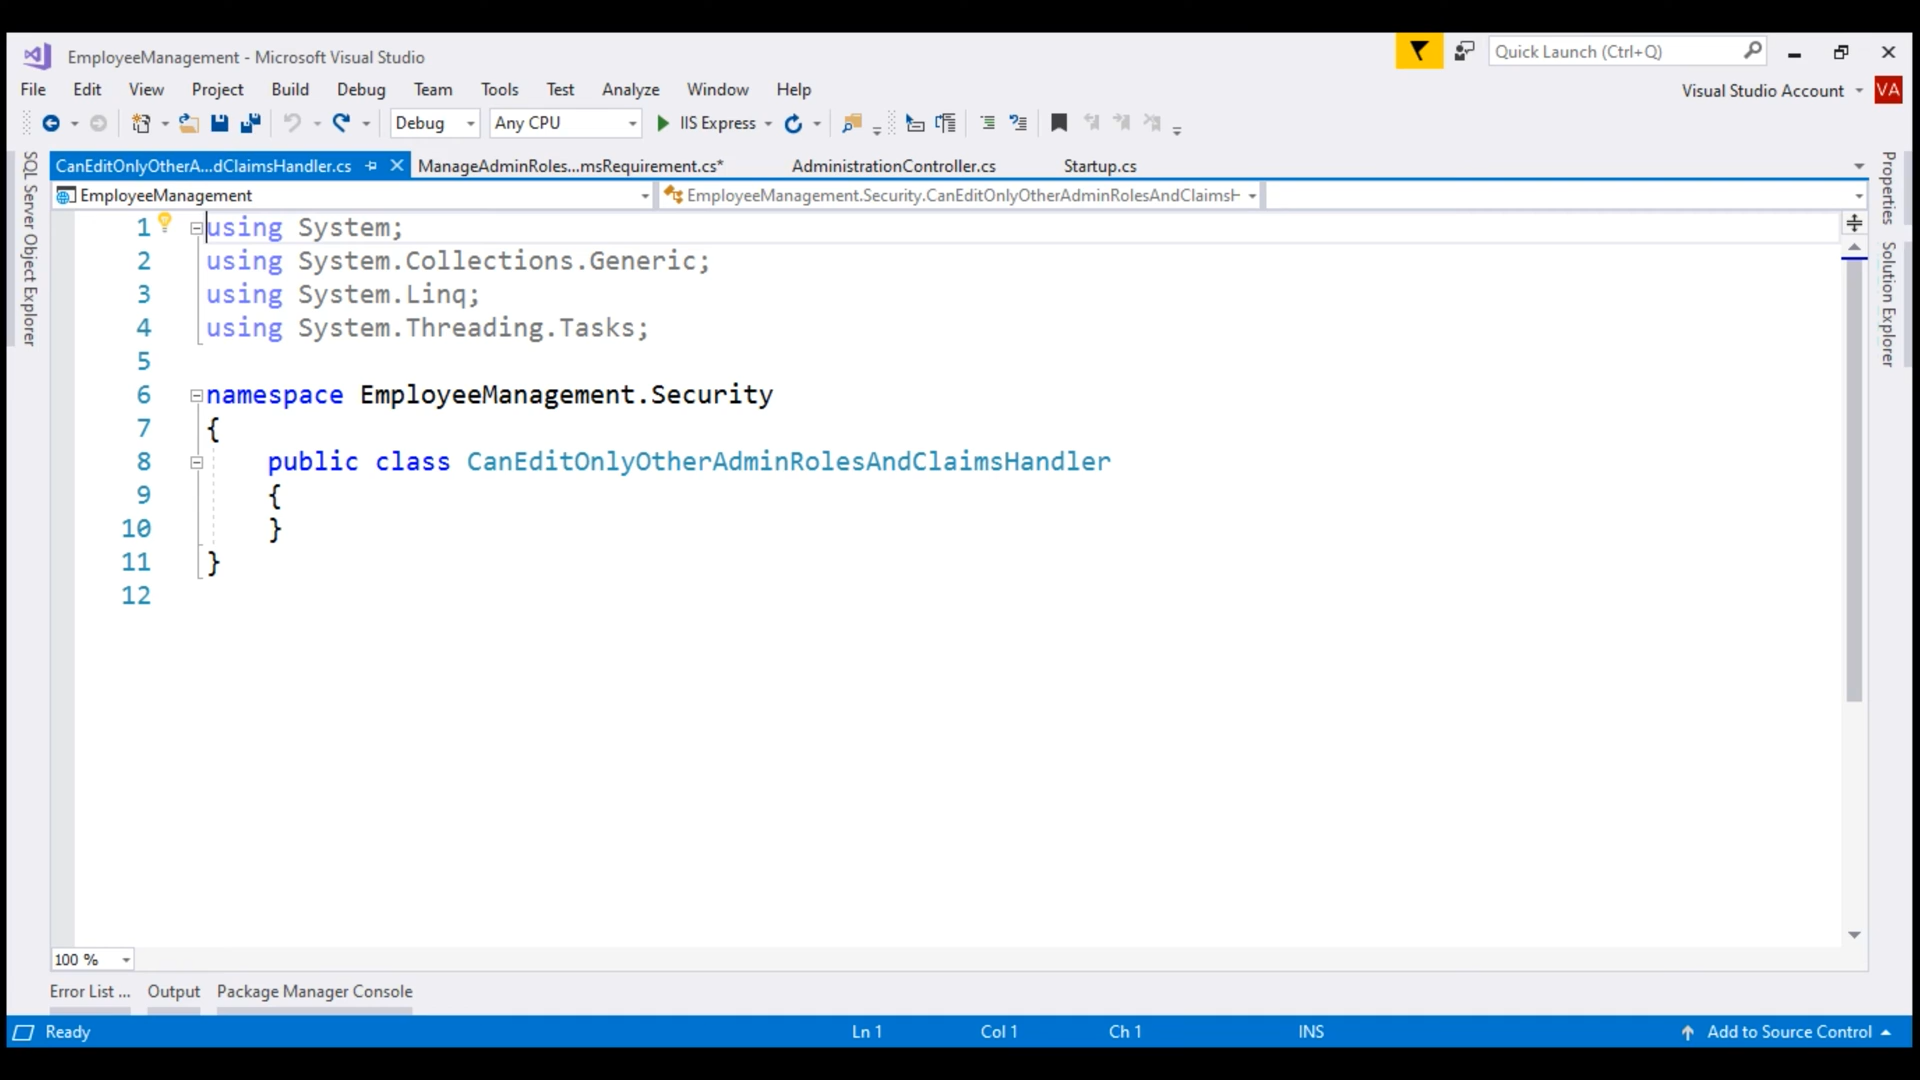 EmployeeManagement - Microsoft Visual Studio
Quick Launch (Ctrl+Q)
File Edit View Project Build Debug Team Tools Test Analyze Window Help
Visual Studio Account VA
Debug Any CPU IIS Express
CanEditOnlyOtherA...dClaimsHandler.cs ManageAdminRoles...msRequirement.cs* AdministrationController.cs Startup.cs
EmployeeManagement EmployeeManagement.Security.CanEditOnlyOtherAdminRolesAndClaimsH
SQL Server Object Explorer
Properties
Solution Explorer
1 using System;
2 using System.Collections.Generic;
3 using System.Linq;
4 using System.Threading.Tasks;
5
6 namespace EmployeeManagement.Security
7 {
8 public class CanEditOnlyOtherAdminRolesAndClaimsHandler
9 {
10 }
11 }
12
100 %
Error List ... Output Package Manager Console
Ready Ln 1 Col 1 Ch 1 INS Add to Source Control